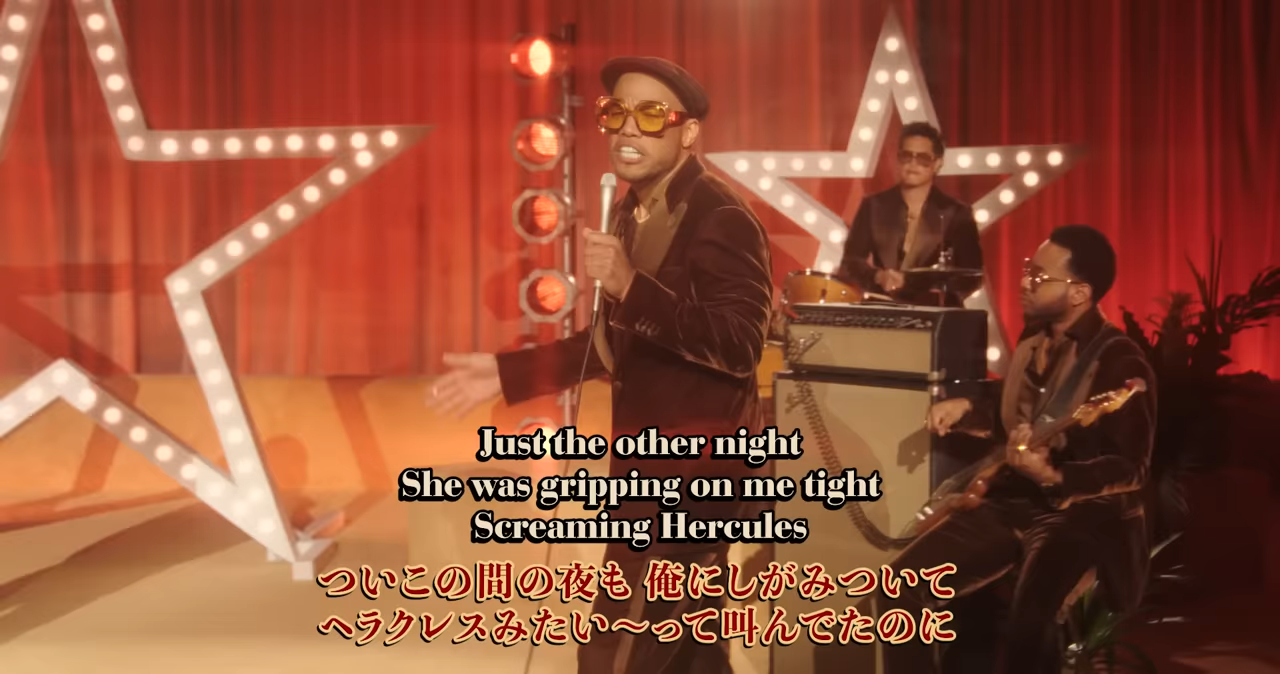 Just the other night
She was gripping on me tight
Screaming Hercules
ついこの間の夜も 俺にしがみついて
ヘラクレスみたい～って叫んでたのに